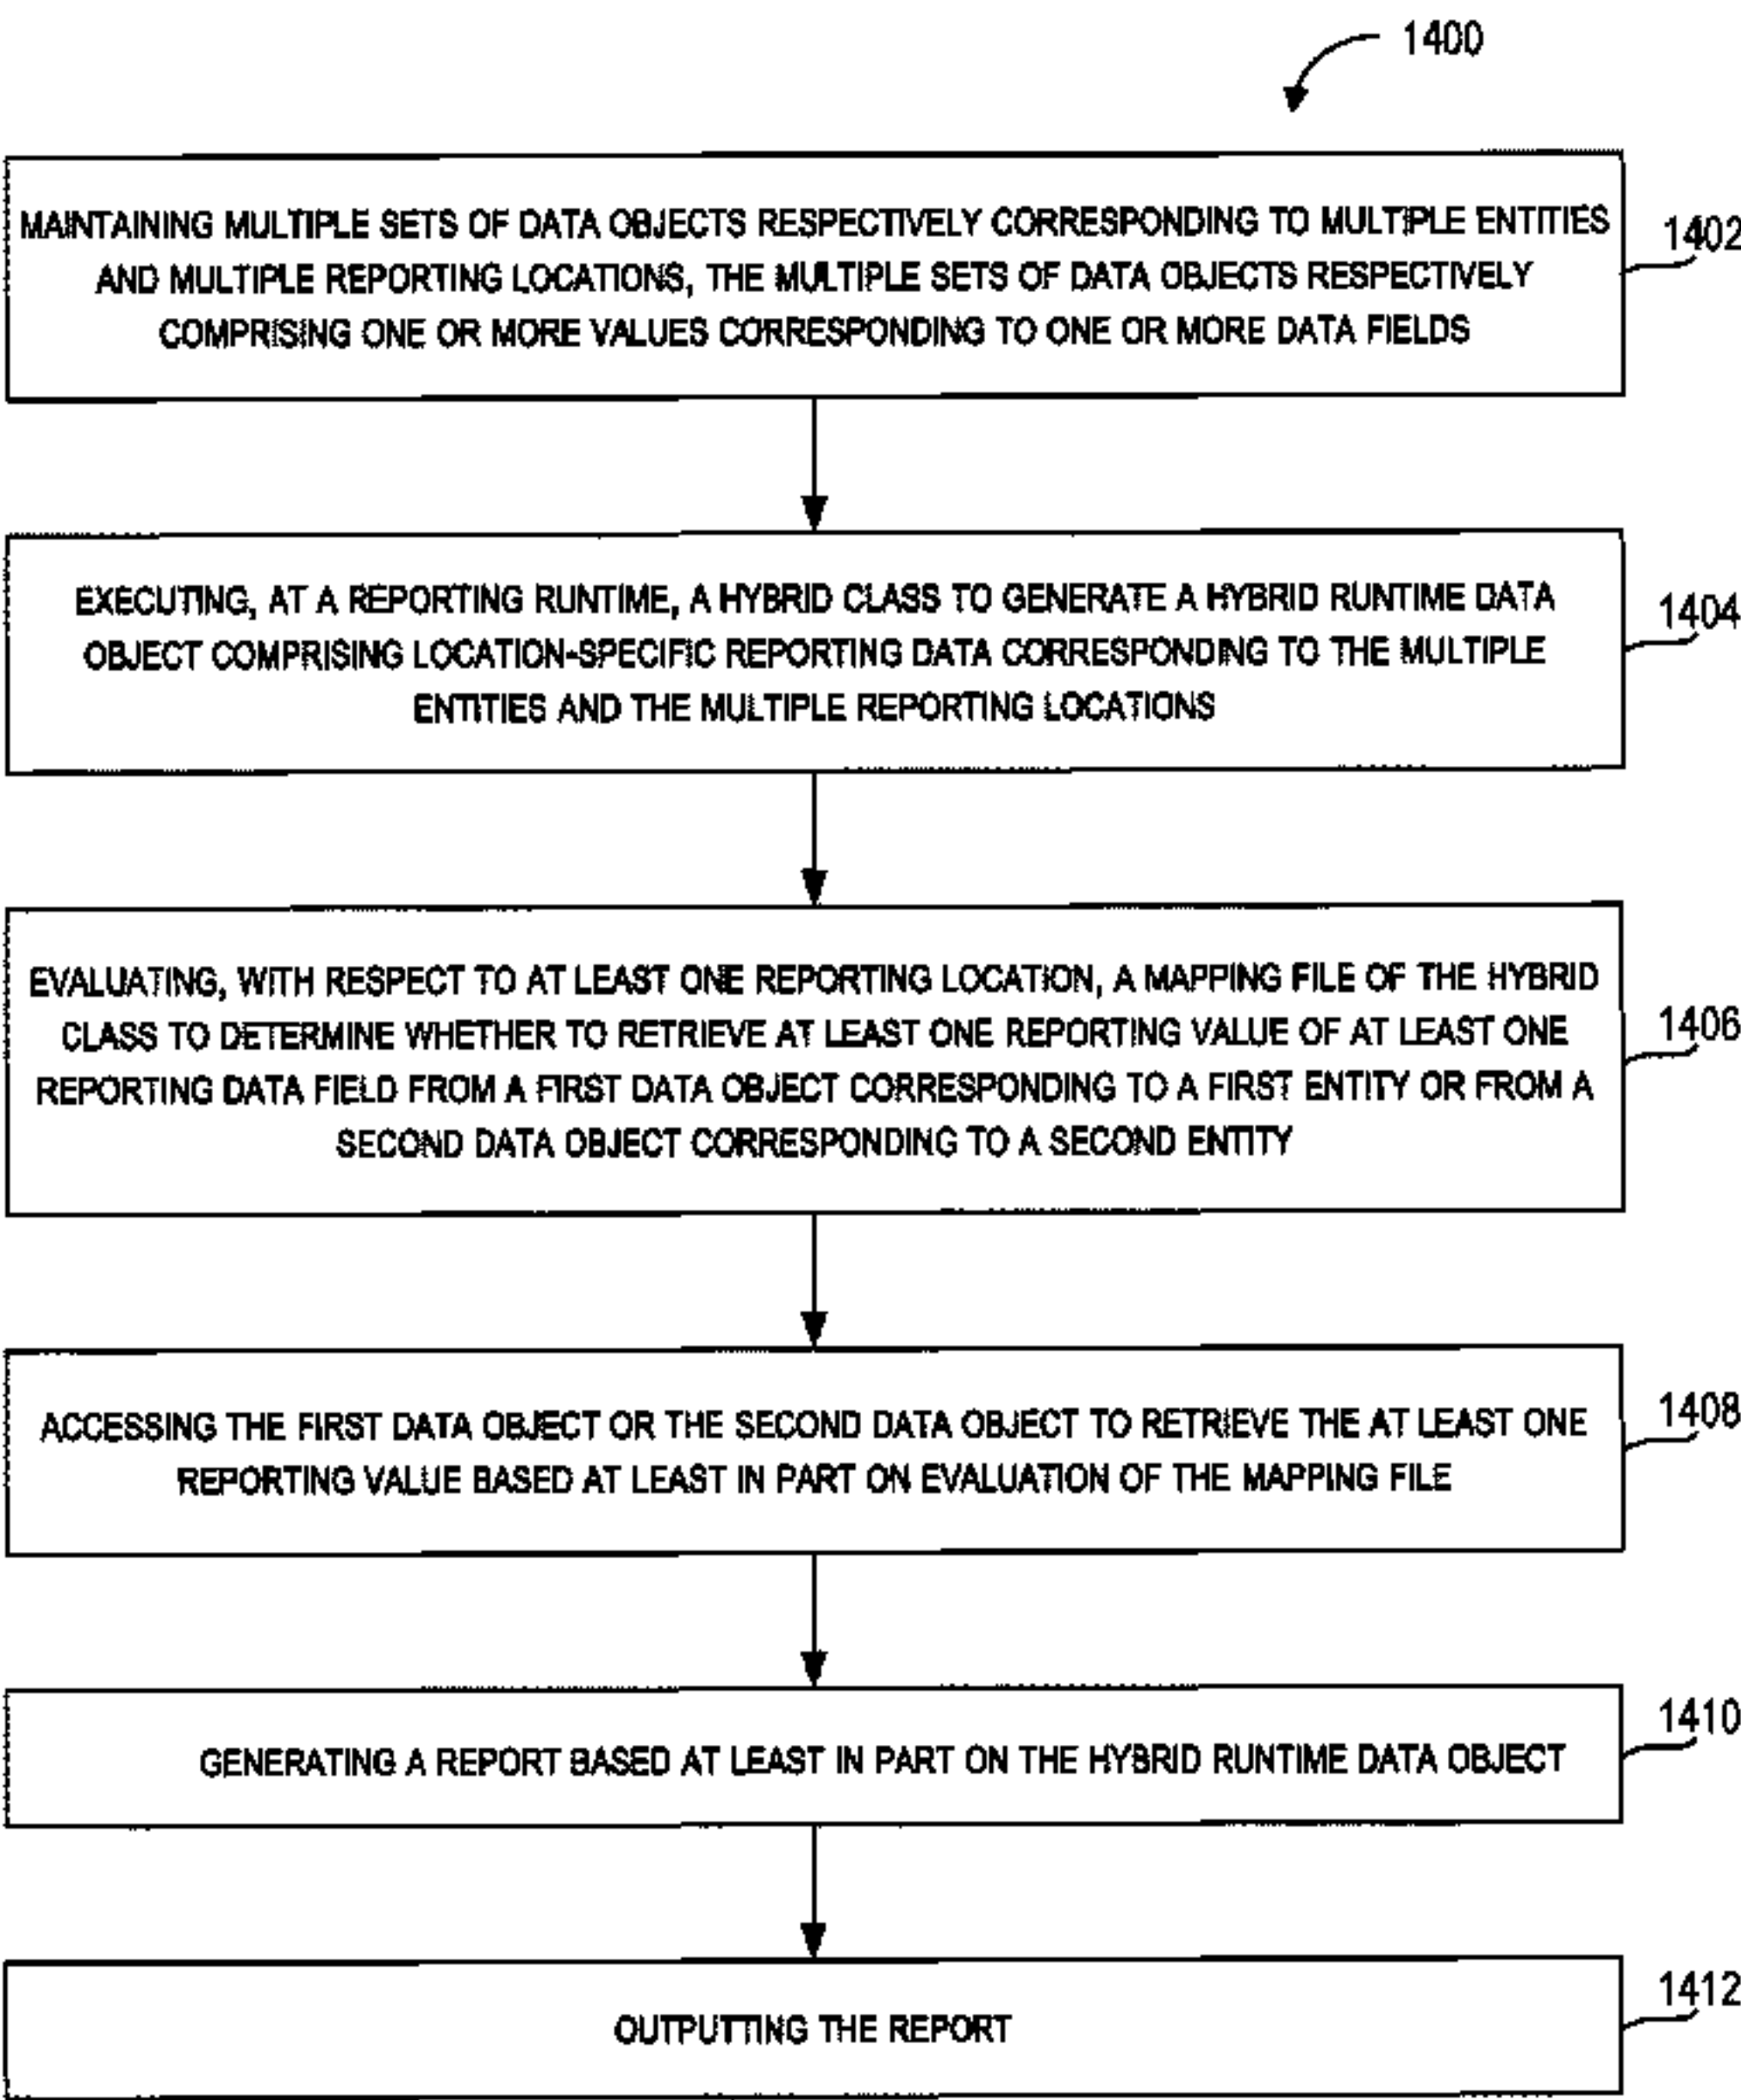 1400
MAINTAINING MULTIPLE SETS OF DATA OBJECTS RESPECTIVELY CORRESPONDING TO MULTIPLE ENTITIES
AND MULTIPLE REPORTING LOCATIONS, THE MULTIPLE SETS OF DATA OBJECTS RESPECTIVELY
COMPRISING ONE OR MORE VALUES CORRESPONDING TO ONE OR MORE DATA FIELDS
1402
EXECUTING, AT A REPORTING RUNTIME, A HYBRID CLASS TO GENERATE A HYBRID RUNTIME DATA
OBJECT COMPRISING LOCATION-SPECIFIC REPORTING DATA CORRESPONDING TO THE MULTIPLE
ENTITIES AND THE MULTIPLE REPORTING LOCATIONS
1404
EVALUATING, WITH RESPECT TO AT LEAST ONE REPORTING LOCATION, A MAPPING FILE OF THE HYBRID
CLASS TO DETERMINE WHETHER TO RETRIEVE AT LEAST ONE REPORTING VALUE OF AT LEAST ONE
REPORTING DATA FIELD FROM A FIRST DATA OBJECT CORRESPONDING TO A FIRST ENTITY OR FROM A
SECOND DATA OBJECT CORRESPONDING TO A SECOND ENTITY
1406
ACCESSING THE FIRST DATA OBJECT OR THE SECOND DATA OBJECT TO RETRIEVE THE AT LEAST ONE
REPORTING VALUE BASED AT LEAST IN PART ON EVALUATION OF THE MAPPING FILE
1408
GENERATING A REPORT BASED AT LEAST IN PART ON THE HYBRID RUNTIME DATA OBJECT
1410
OUTPUTTING THE REPORT
1412